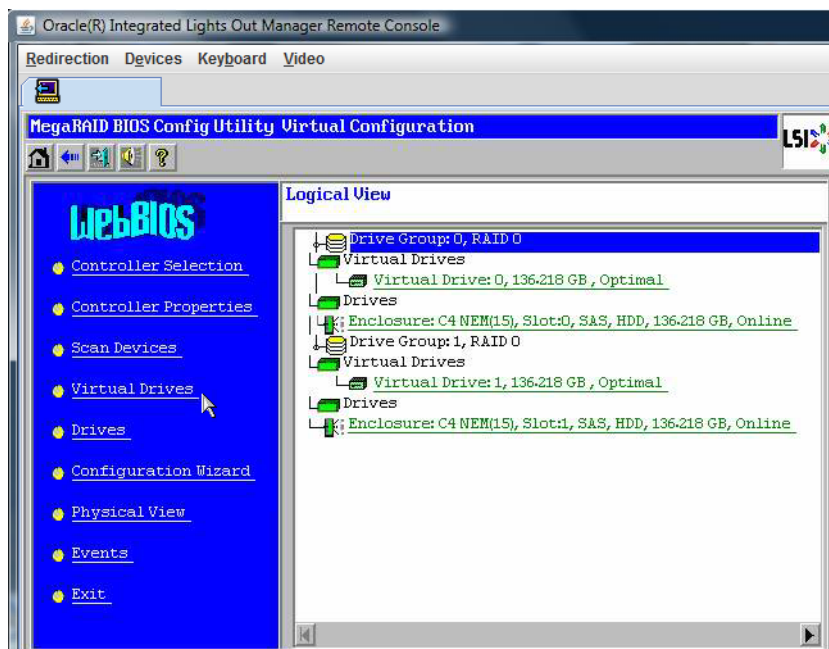 Oracle(R) Integrated Lights Out Manager Remote Console
Redirection Devices Keyboard Video
MegaRAID BIOS Config Utility Virtual Configuration
LSI
?
WebBIOS
Controller Selection
Controller Properties
Scan Devices
Virtual Drives
Drives
Configuration Wizard
Physical View
Events
Exit
Logical View
Drive Group: 0, RAID 0
Virtual Drives
Virtual Drive: 0, 136.218 GB , Optimal
Drives
Enclosure: C4 NEM(15), Slot:0, SAS, HDD, 136.218 GB, Online
Drive Group: 1, RAID 0
Virtual Drives
Virtual Drive: 1, 136.218 GB , Optimal
Drives
Enclosure: C4 NEM(15), Slot:1, SAS, HDD, 136.218 GB, Online